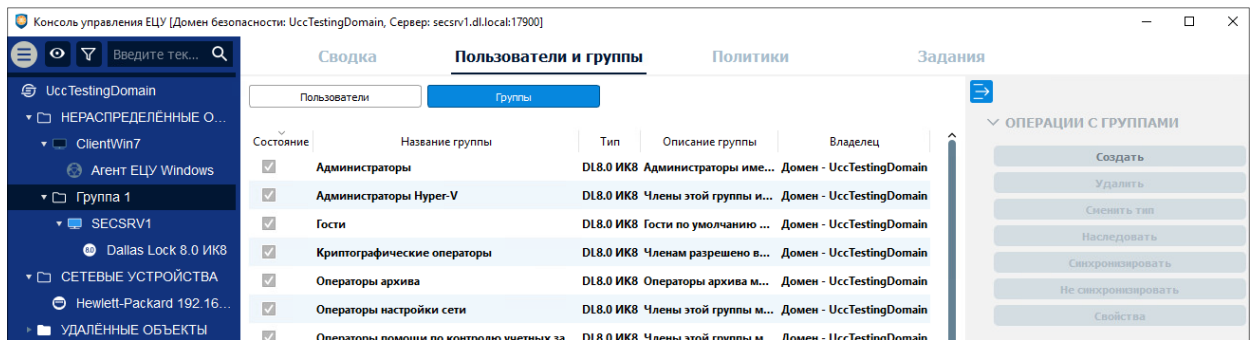 Консоль управления ЕЦУ [Домен безопасности: UccTestingDomain, Сервер: secsrv1.dl.local:17900]
Введите тек...
Сводка
Пользователи и группы
Политики
Задания
UccTestingDomain
НЕРАСПРЕДЕЛЁННЫЕ О...
ClientWin7
Агент ЕЦУ Windows
Группа 1
SECSRV1
8.0 Dallas Lock 8.0 ИК8
СЕТЕВЫЕ УСТРОЙСТВА
Hewlett-Packard 192.16...
УДАЛЁННЫЕ ОБЪЕКТЫ
Пользователи
Группы
Состояние Название группы Тип Описание группы Владелец
Администраторы DL8.0 ИК8 Администраторы име... Домен - UccTestingDomain
Администраторы Hyper-V DL8.0 ИК8 Члены этой группы и... Домен - UccTestingDomain
Гости DL8.0 ИК8 Гости по умолчанию ... Домен - UccTestingDomain
Криптографические операторы DL8.0 ИК8 Членам разрешено в... Домен - UccTestingDomain
Операторы архива DL8.0 ИК8 Операторы архива м... Домен - UccTestingDomain
Операторы настройки сети DL8.0 ИК8 Члены этой группы м... Домен - UccTestingDomain
Операторы помощи по контролю учетных за... DL8.0 ИК8 Члены этой группы м... Домен - UccTestingDomain
ОПЕРАЦИИ С ГРУППАМИ
Создать
Удалить
Сменить тип
Наследовать
Синхронизировать
Не синхронизировать
Свойства